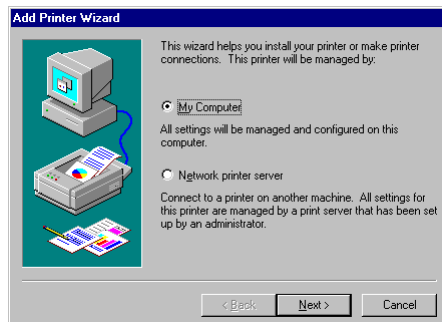 Add Printer Wizard
This wizard helps you install your printer or make printer
connections. This printer will be managed by:
My Computer
All settings will be managed and configured on this
computer.
Network printer server
Connect to a printer on another machine. All settings for
this printer are managed by a print server that has been set
up by an administrator.
< Back
Next >
Cancel